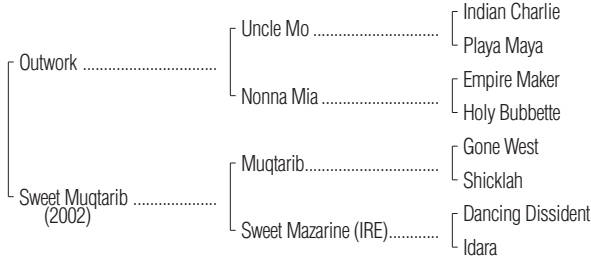 Indian Charlie
Uncle Mo ........................................
Playa Maya
Outwork ..........................................
Empire Maker
Nonna Mia .....................................
Holy Bubbette
Gone West
Muqtarib..........................................
Shicklah
Sweet Muqtarib ..........................
(2002)
Dancing Dissident
Sweet Mazarine (IRE)................
Idara